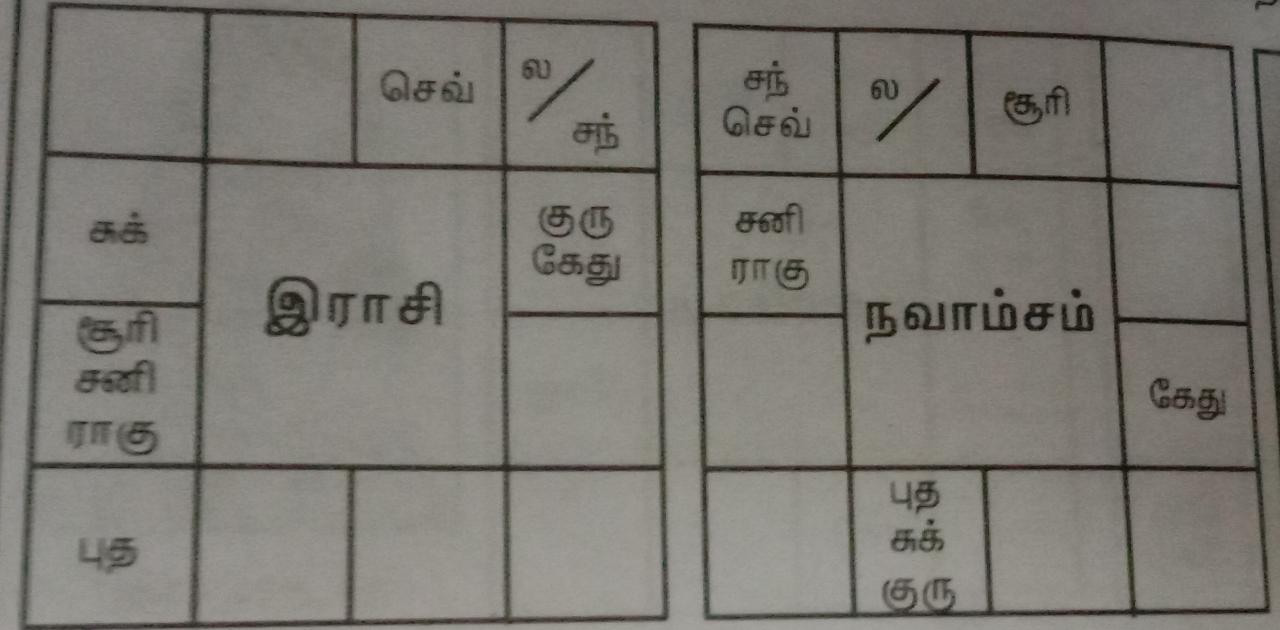 செவ்
ல /
சந்
சுக்
குரு
கேது
இராசி
சூரி
சனி
ராகு
புத
சந்
செவ்
ல /
சூரி
சனி
ராகு
நவாம்சம்
கேது
புத
சுக்
குரு